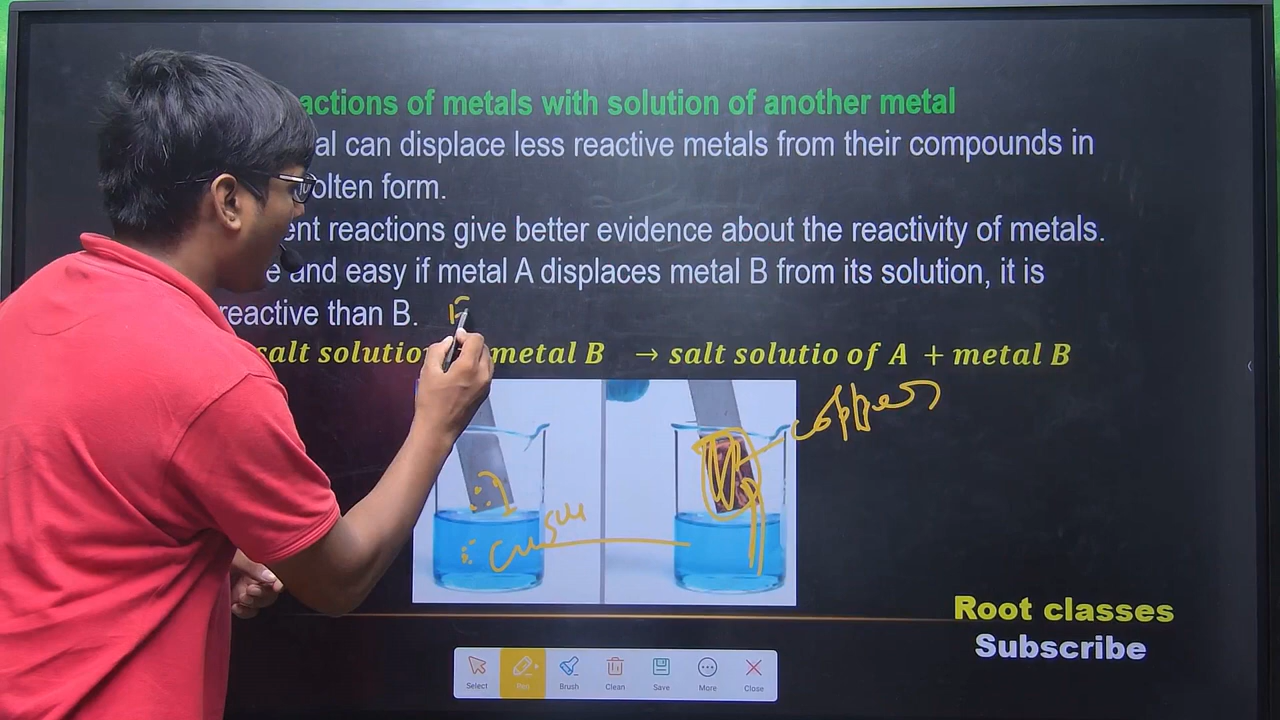 actions of metals with solution of another metal
al can displace less reactive metals from their compounds in
olten form.
ent reactions give better evidence about the reactivity of metals.
e and easy if metal A displaces metal B from its solution, it is
reactive than B. F
salt solutio metal B → salt solutio of A + metal B
copper
CuSu
Root classes
Subscribe
Select Pen Brush Clean Save More Close